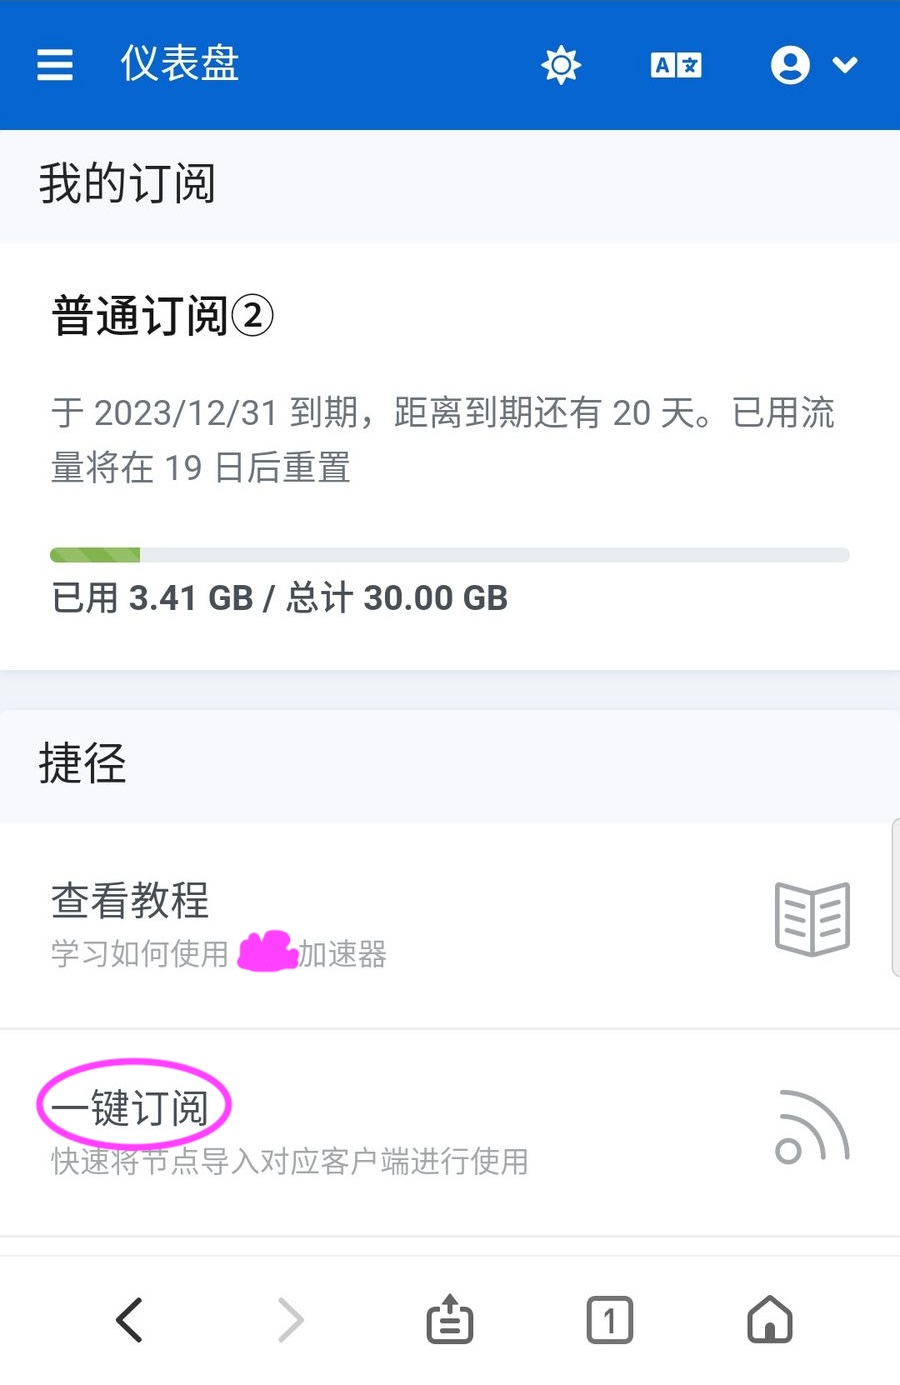 仪表盘
A文
我的订阅
普通订阅②
于 2023/12/31 到期，距离到期还有 20 天。已用流
量将在 19 日后重置
已用 3.41 GB / 总计 30.00 GB
捷径
查看教程
学习如何使用 加速器
一键订阅
快速将节点导入对应客户端进行使用
1